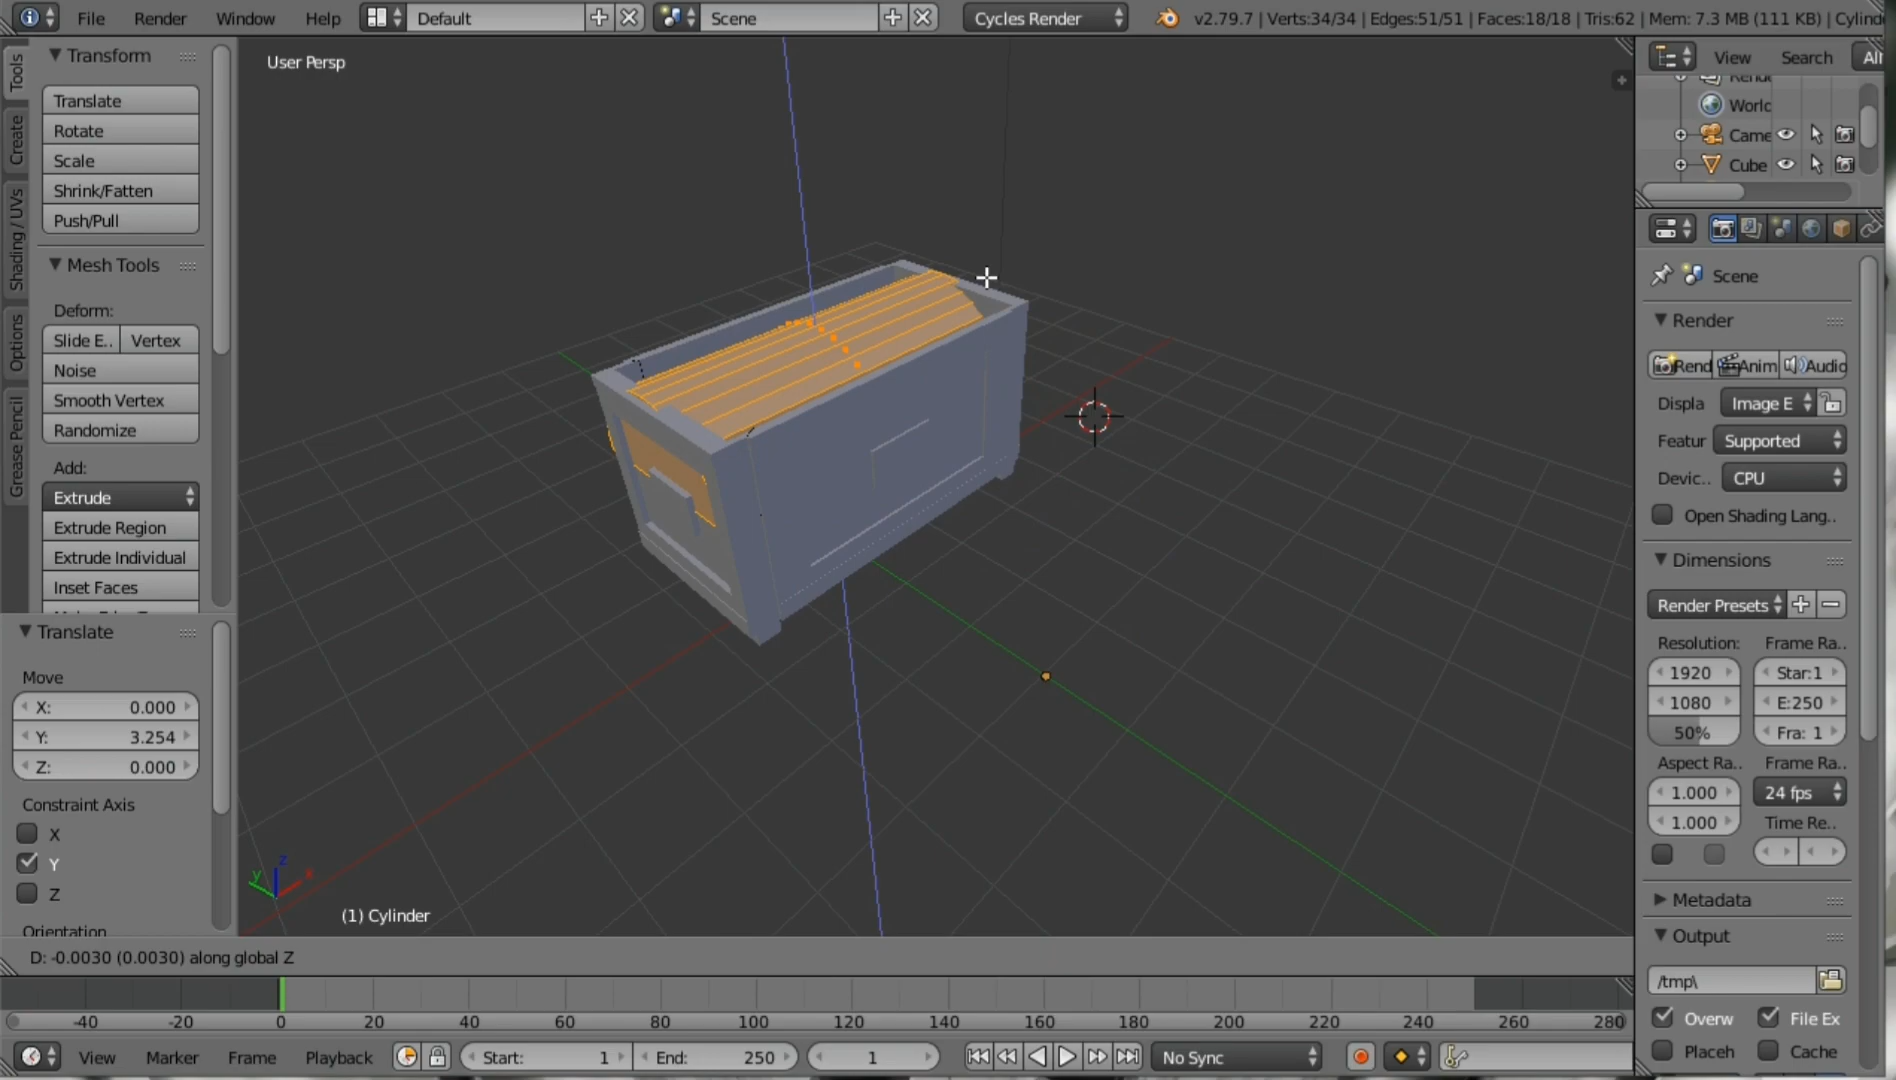 File Render Window Help Default Scene Cycles Render v2.79.7 | Verts:34/34 | Edges:51/51 | Faces:18/18 | Tris:62 | Mem: 7.3 MB (111 KB) | Cylind
Tools
Create
Shading / UVs
Options
Grease Pencil
Transform
Translate
Rotate
Scale
Shrink/Fatten
Push/Pull
Mesh Tools
Deform:
Slide E.. Vertex
Noise
Smooth Vertex
Randomize
Add:
Extrude
Extrude Region
Extrude Individual
Inset Faces
Translate
Move
X: 0.000
Y: 3.254
Z: 0.000
Constraint Axis
X
Y
Z
Orientation
User Persp
z
y
x
(1) Cylinder
D: -0.0030 (0.0030) along global Z
View Search All
World
Came
Cube
Scene
Render
Rend Anim Audio
Displa Image E
Featur Supported
Devic.. CPU
Open Shading Lang..
Dimensions
Render Presets
Resolution: Frame Ra..
1920 Star:1
1080 E:250
50% Fra: 1
Aspect Ra.. Frame Ra..
1.000 24 fps
1.000 Time Re..
Metadata
Output
/tmp\
Overw File Ex
Placeh Cache
-40 -20 0 20 40 60 80 100 120 140 160 180 200 220 240 260 280
View Marker Frame Playback Start: 1 End: 250 1 No Sync